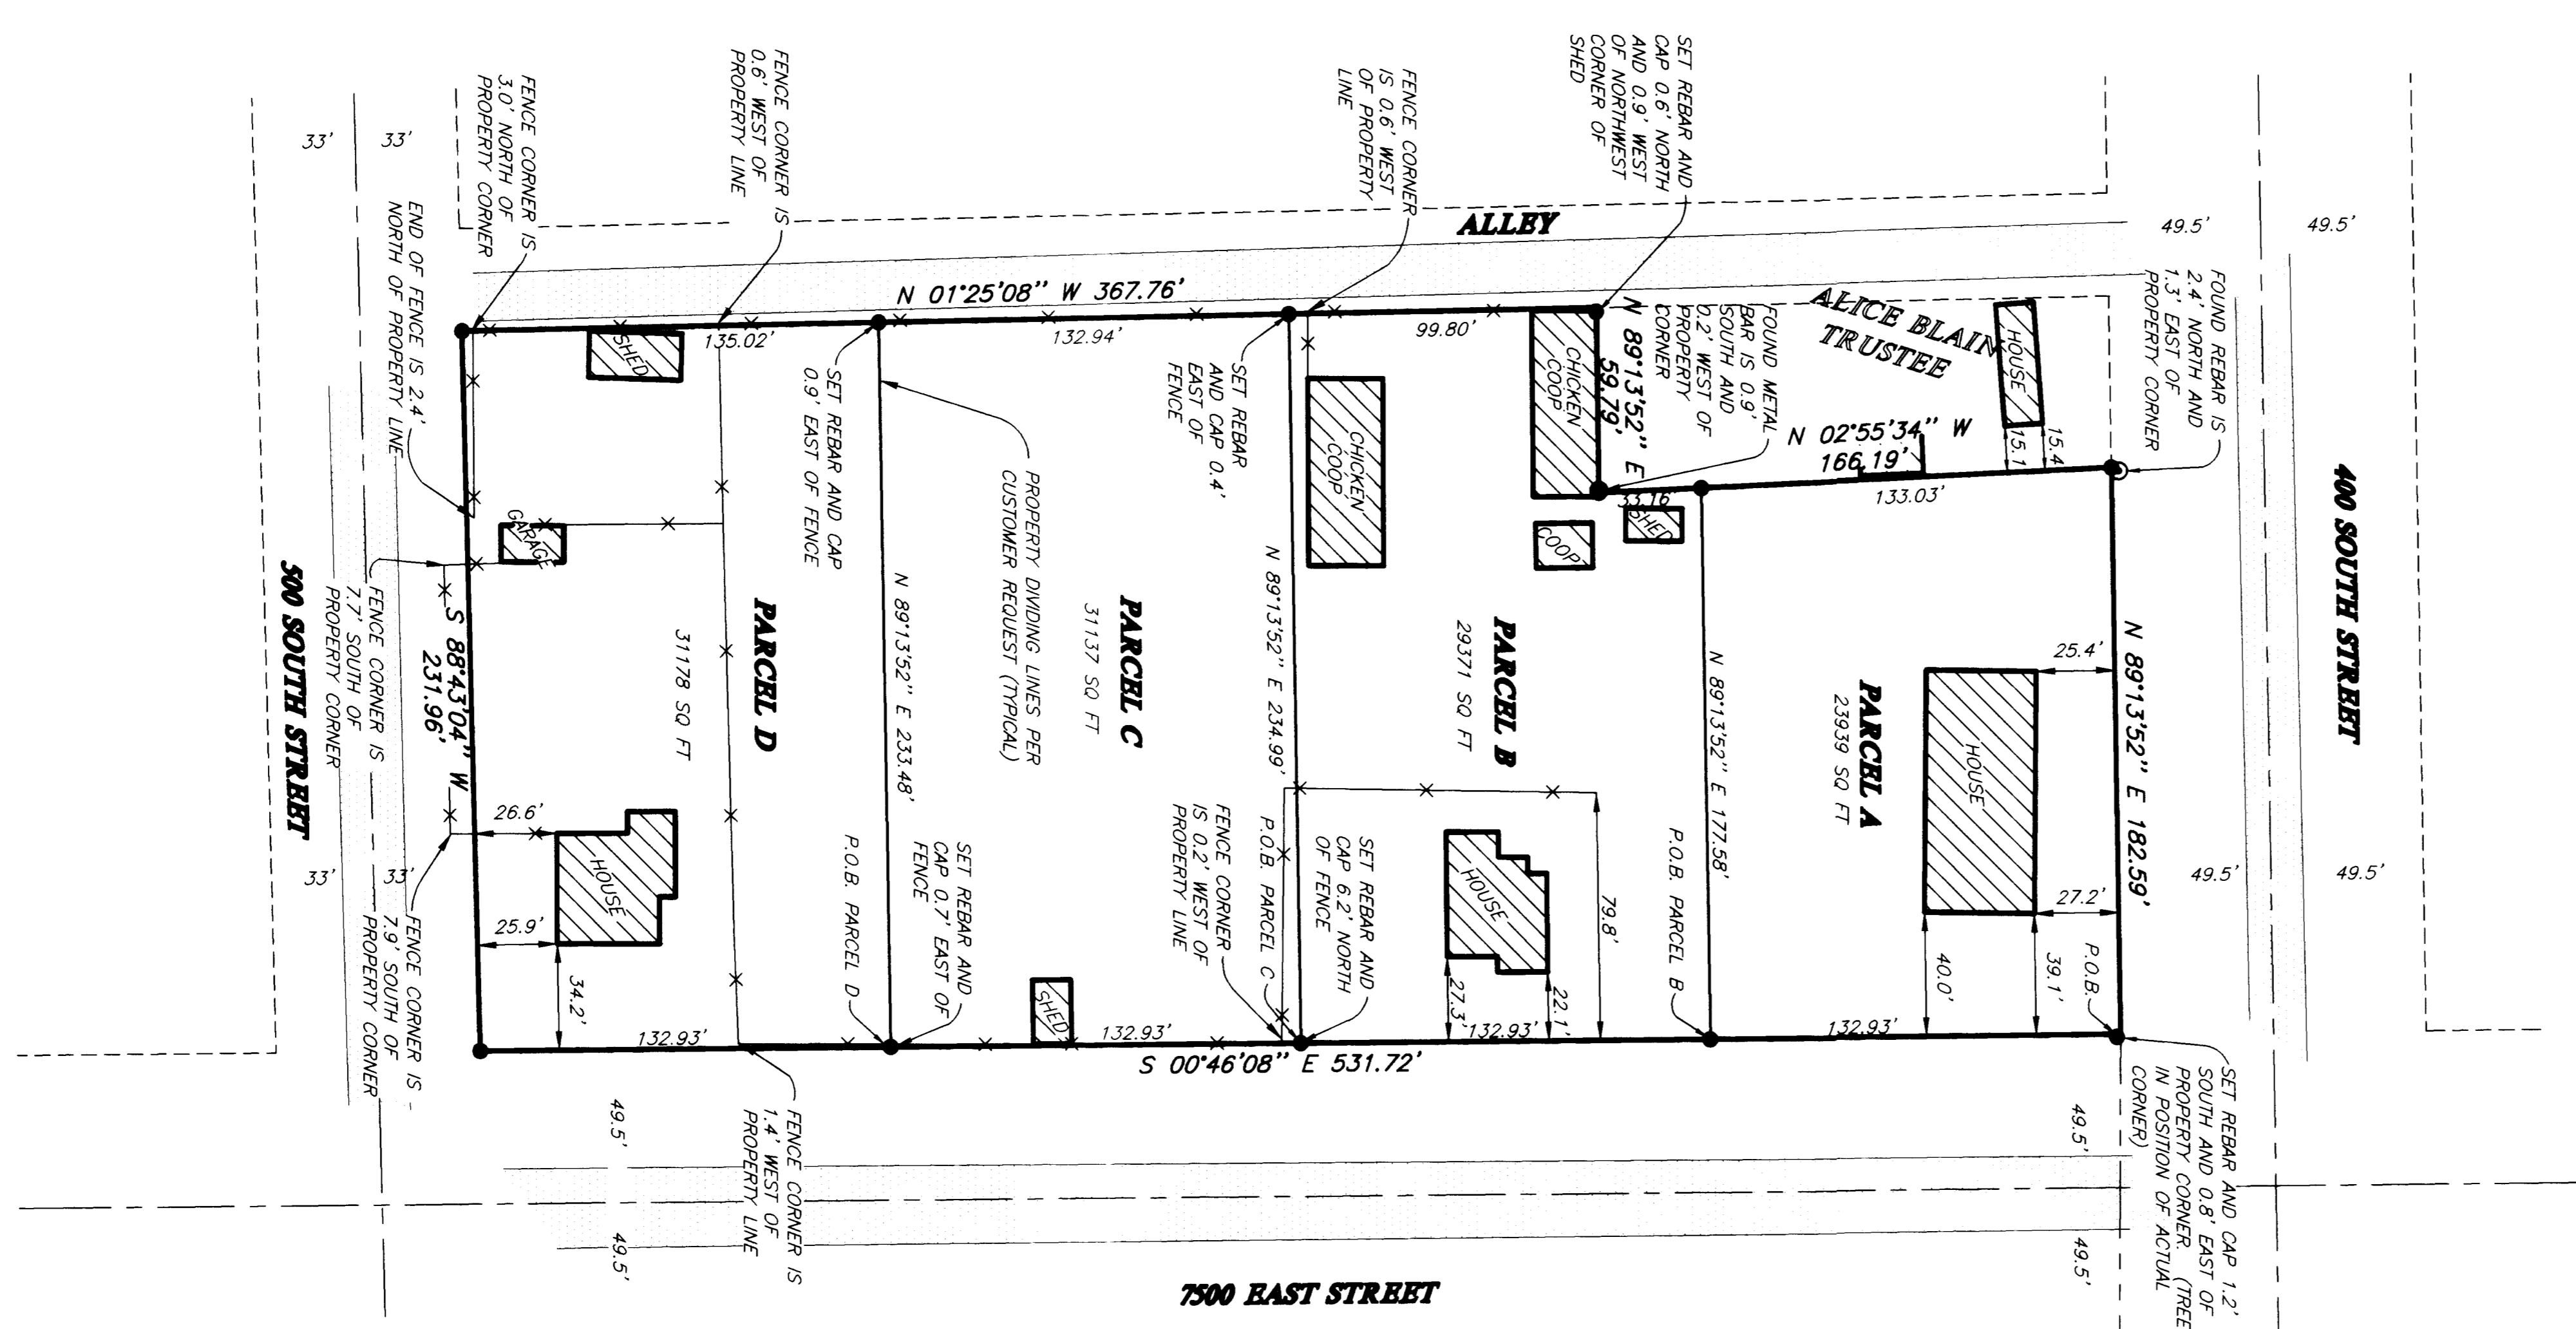 FENCE CORNER IS
3.0' NORTH OF
PROPERTY CORNER
FENCE CORNER IS
0.6' WEST OF
PROPERTY LINE
FENCE CORNER
IS 0.6' WEST
OF PROPERTY
LINE
SET REBAR AND
CAP 0.6' NORTH
AND 0.9' WEST
OF NORTHWEST
CORNER OF
SHED
33'
33'
END OF FENCE IS 2.4'
NORTH OF PROPERTY LINE
ALLEY
49.5'
49.5'
FOUND REBAR IS
2.4' NORTH AND
1.3' EAST OF
PROPERTY CORNER
N 01°25'08" W 367.76'
135.02'
132.94'
99.80'
SHED
CHICKEN
COOP
CHICKEN
COOP
N 89°13'52" E
59.79'
FOUND METAL
BAR IS 0.9'
SOUTH AND
0.2' WEST OF
PROPERTY
CORNER
ALICE BLAIN
TRUSTEE
HOUSE
15.1
15.4
N 02°55'34" W
166.19'
33.16'
133.03'
SET REBAR AND CAP
0.9' EAST OF FENCE
SET REBAR
AND CAP 0.4'
EAST OF
FENCE
PROPERTY DIVIDING LINES PER
CUSTOMER REQUEST (TYPICAL)
GARAGE
COOP
SHED
400 SOUTH STREET
500 SOUTH STREET
FENCE CORNER IS
7.7' SOUTH OF
PROPERTY CORNER
S 88°43'04" W
231.96'
PARCEL D
31178 SQ FT
N 89°13'52" E 233.48'
PARCEL C
31137 SQ FT
N 89°13'52" E 234.99'
PARCEL B
29371 SQ FT
N 89°13'52" E 177.58'
PARCEL A
23939 SQ FT
HOUSE
25.4'
27.2'
40.0'
39.1'
P.O.B.
N 89°13'52" E 182.59'
49.5'
49.5'
33'
33'
FENCE CORNER IS
7.9' SOUTH OF
PROPERTY CORNER
26.6'
25.9'
HOUSE
34.2'
P.O.B. PARCEL D
SET REBAR AND
CAP 0.7' EAST OF
FENCE
SHED
FENCE CORNER
IS 0.2' WEST OF
PROPERTY LINE
P.O.B. PARCEL C
SET REBAR AND
CAP 6.2' NORTH
OF FENCE
HOUSE
27.3'
22.1'
79.8'
P.O.B. PARCEL B
132.93'
132.93'
132.93'
132.93'
S 00°46'08" E 531.72'
FENCE CORNER IS
1.4' WEST OF
PROPERTY LINE
SET REBAR AND CAP 1.2'
SOUTH AND 0.8' EAST OF
PROPERTY CORNER. (TREE
IN POSITION OF ACTUAL
CORNER)
49.5'
49.5'
49.5'
49.5'
7500 EAST STREET